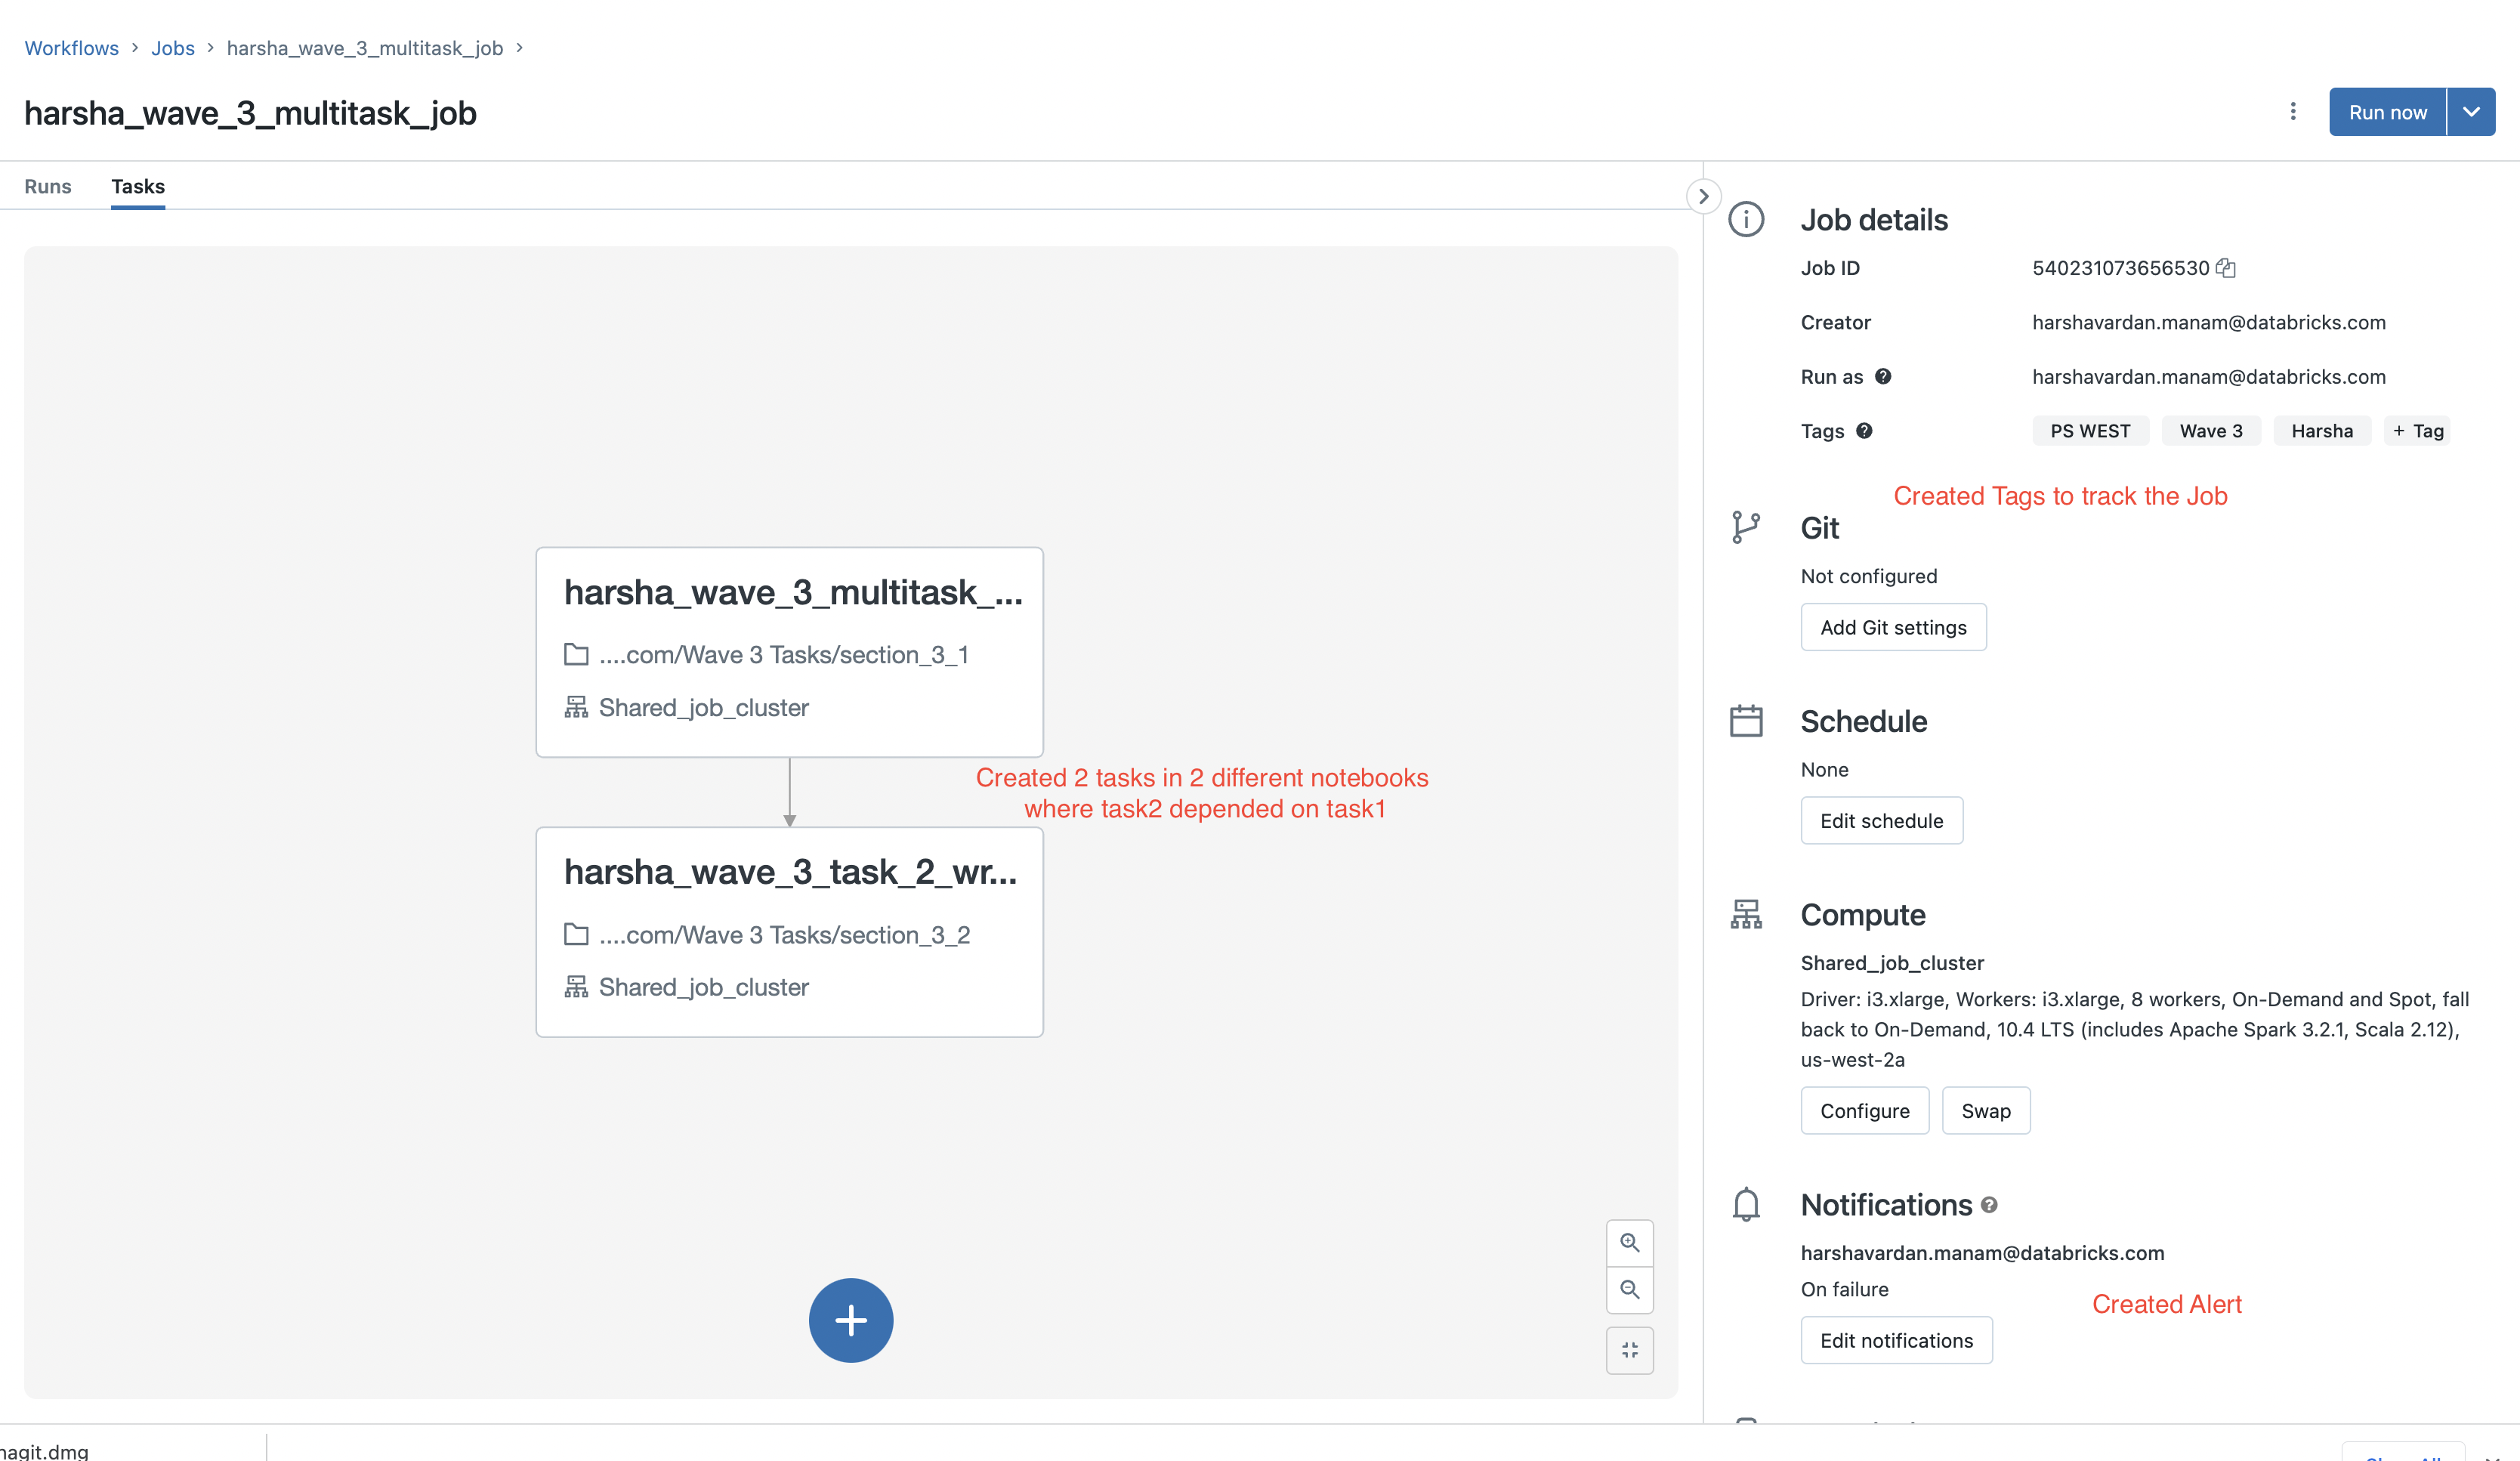 Workflows > Jobs > harsha_wave_3_multitask_job >
harsha_wave_3_multitask_job
Run now
Runs Tasks
harsha_wave_3_multitask_...
....com/Wave 3 Tasks/section_3_1
Shared_job_cluster
Created 2 tasks in 2 different notebooks
where task2 depended on task1
harsha_wave_3_task_2_wr...
....com/Wave 3 Tasks/section_3_2
Shared_job_cluster
Job details
Job ID 540231073656530
Creator harshavardan.manam@databricks.com
Run as harshavardan.manam@databricks.com
Tags PS WEST Wave 3 Harsha + Tag
Created Tags to track the Job
Git
Not configured
Add Git settings
Schedule
None
Edit schedule
Compute
Shared_job_cluster
Driver: i3.xlarge, Workers: i3.xlarge, 8 workers, On-Demand and Spot, fall
back to On-Demand, 10.4 LTS (includes Apache Spark 3.2.1, Scala 2.12),
us-west-2a
Configure Swap
Notifications
harshavardan.manam@databricks.com
On failure
Created Alert
Edit notifications
nagit.dmg